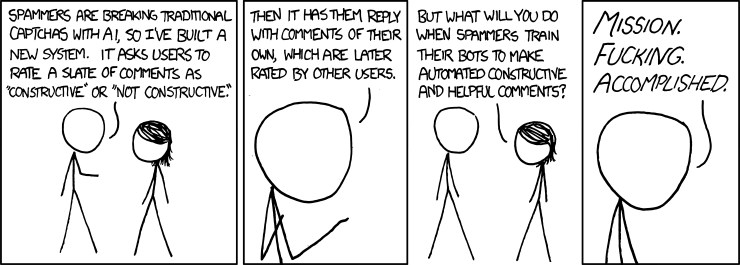 SPAMMERS ARE BREAKING TRADITIONAL
CAPTCHAS WITH AI, SO I'VE BUILT A
NEW SYSTEM. IT ASKS USERS TO
RATE A SLATE OF COMMENTS AS
"CONSTRUCTIVE" OR "NOT CONSTRUCTIVE."
THEN IT HAS THEM REPLY
WITH COMMENTS OF THEIR
OWN, WHICH ARE LATER
RATED BY OTHER USERS.
BUT WHAT WILL YOU DO
WHEN SPAMMERS TRAIN
THEIR BOTS TO MAKE
AUTOMATED CONSTRUCTIVE
AND HELPFUL COMMENTS?
MISSION.
FUCKING.
ACCOMPLISHED.